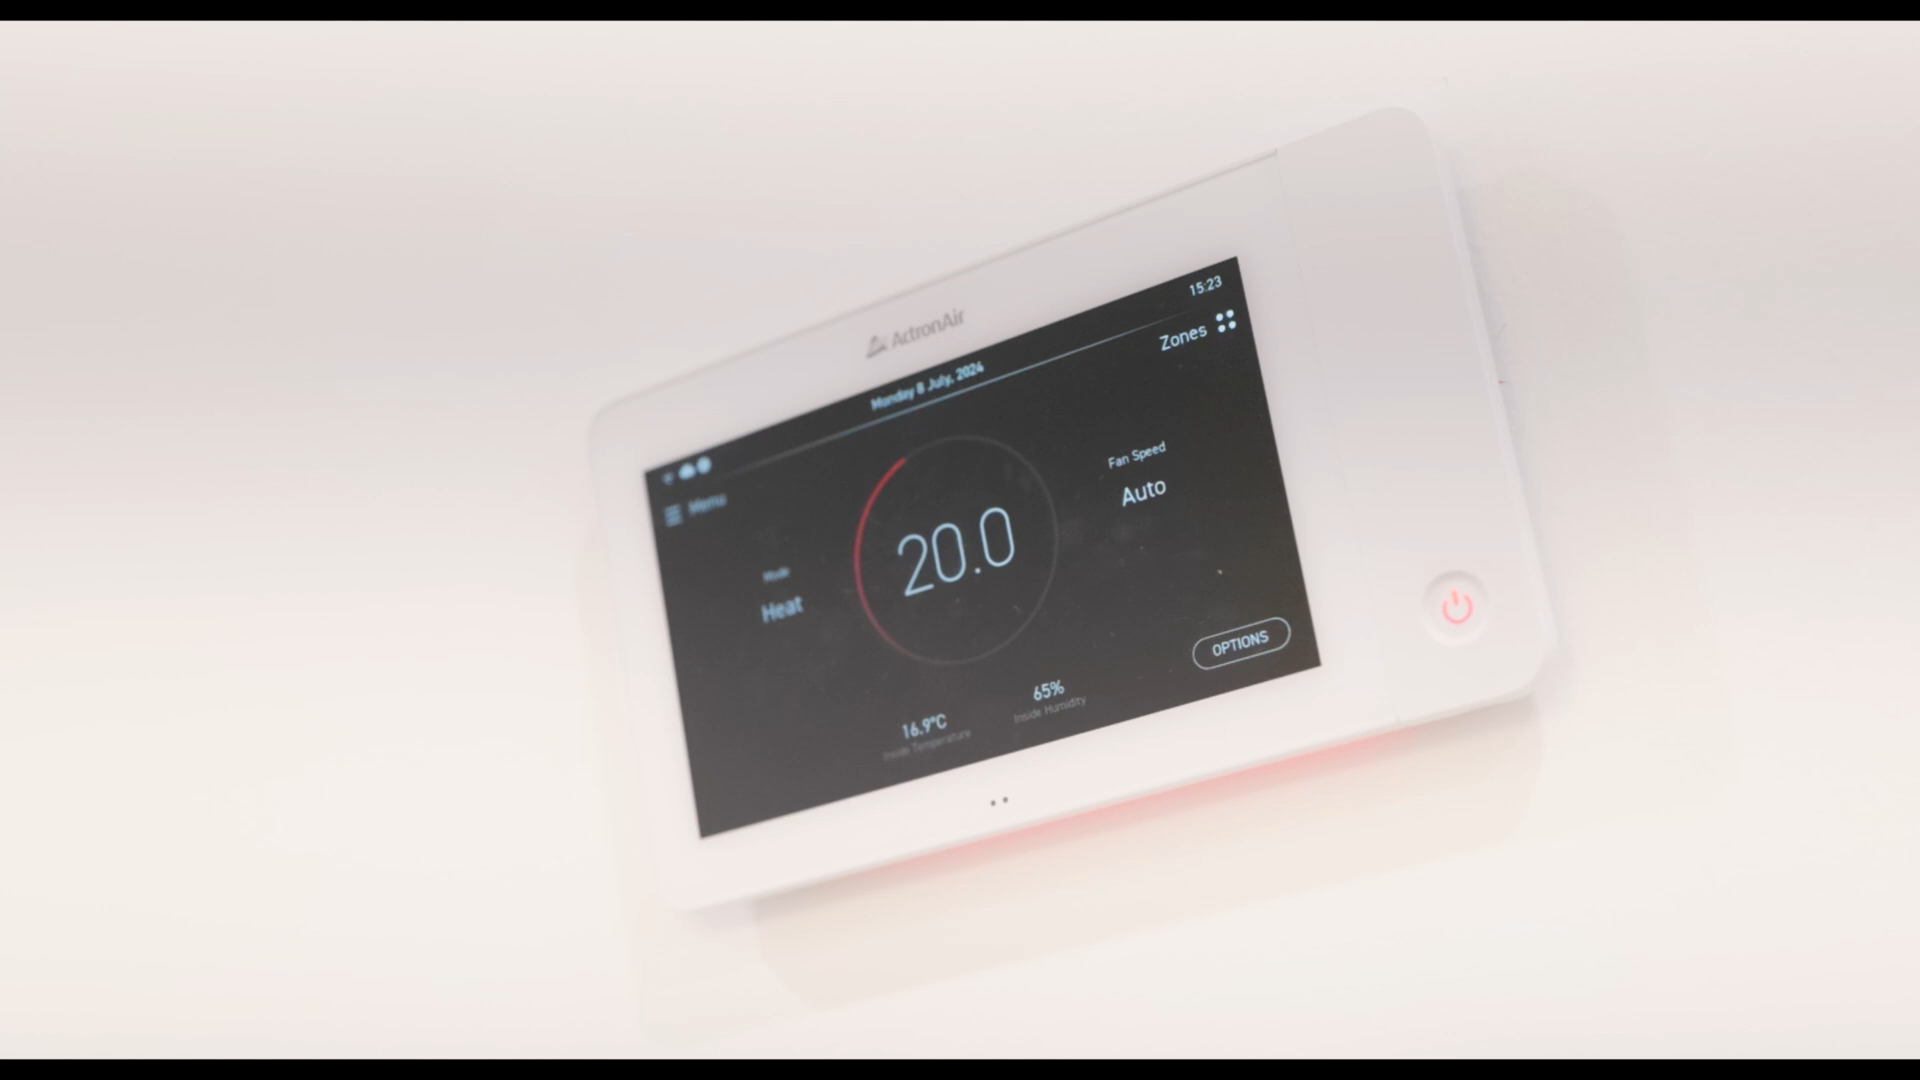 ActronAir
15:23
Monday 8 July, 2024
Zones
Menu
Fan Speed
Auto
Mode
Heat
20.0
OPTIONS
65%
Inside Humidity
16.9°C
Inside Temperature